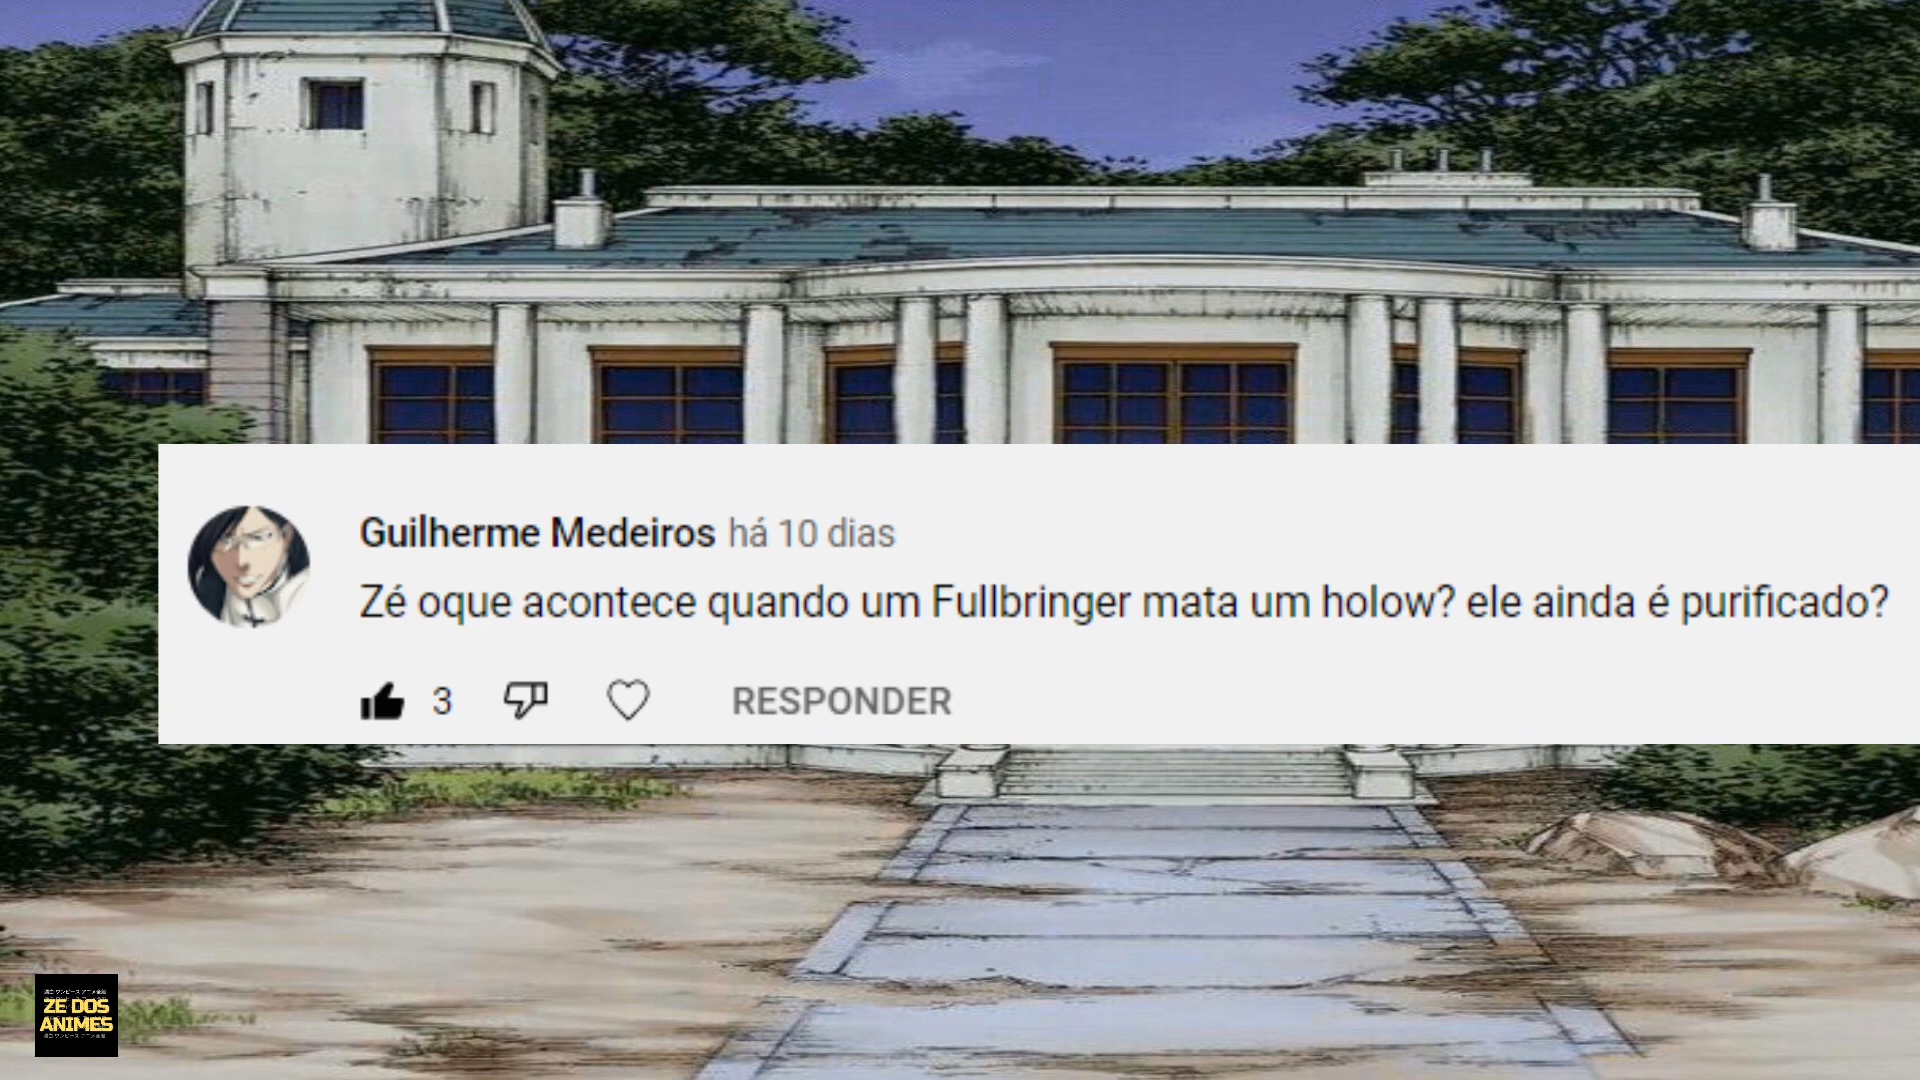 Guilherme Medeiros há 10 dias
Zé oque acontece quando um Fullbringer mata um holow? ele ainda é purificado?
3 RESPONDER
ZE DOS
ANIMES